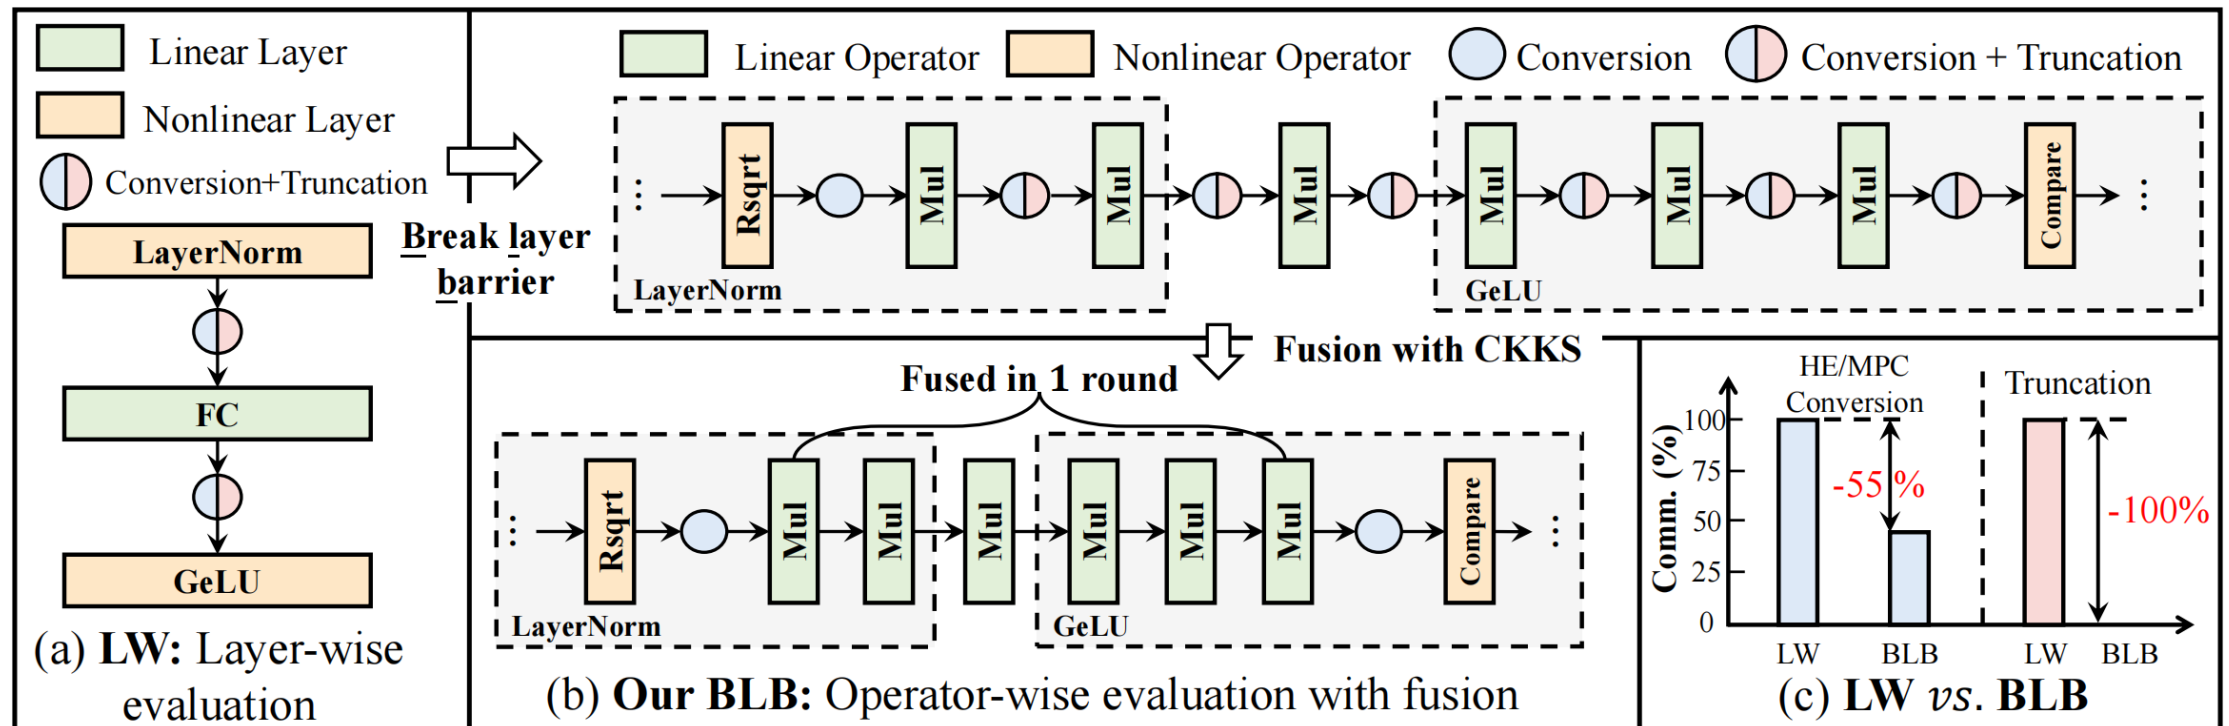 Linear Layer
Nonlinear Layer
Conversion+Truncation
LayerNorm
FC
GeLU
(a) LW: Layer-wise
evaluation
Break layer
barrier
Linear Operator
Nonlinear Operator
Conversion
Conversion + Truncation
...
Rsqrt
Mul
Mul
LayerNorm
Mul
Mul
Mul
Mul
Compare
GeLU
...
Fusion with CKKS
Fused in 1 round
...
Rsqrt
Mul
Mul
LayerNorm
Mul
Mul
Mul
Mul
Compare
GeLU
...
(b) Our BLB: Operator-wise evaluation with fusion
HE/MPC
Conversion
Truncation
Comm. (%)
100
75
50
25
0
-55 %
-100%
LW
BLB
LW
BLB
(c) LW vs. BLB